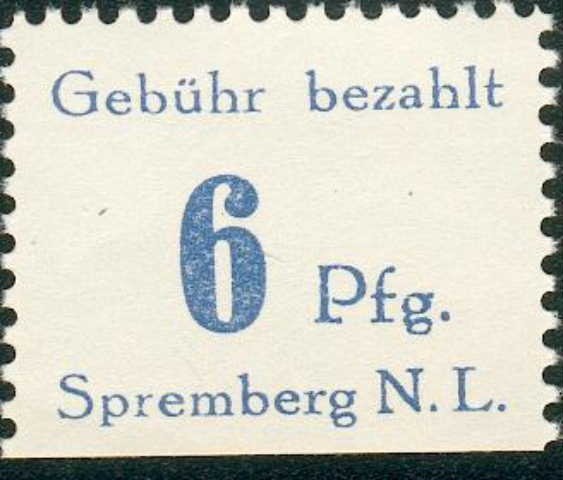 Gebühr bezahlt
6 Pfg.
Spremberg N.L.